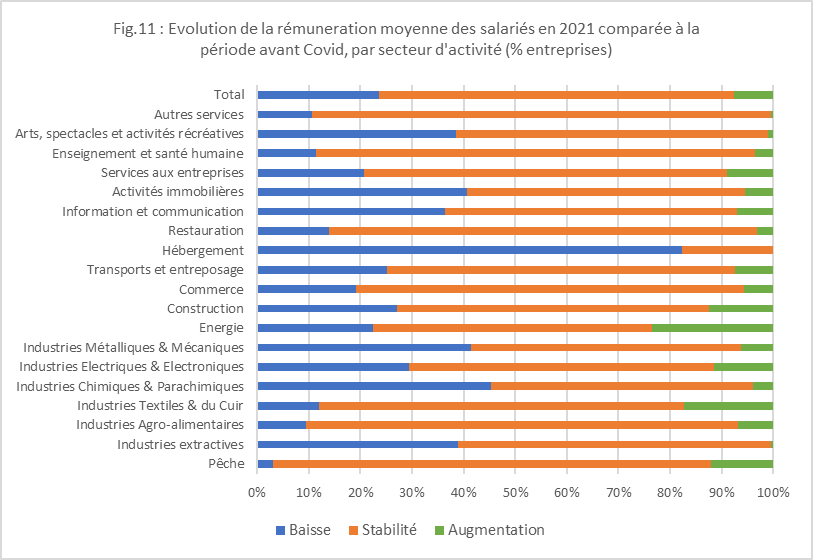 Fig.11 : Evolution de la rémuneration moyenne des salariés en 2021 comparée à la
période avant Covid, par secteur d'activité (% entreprises)
Total
Autres services
Arts, spectacles et activités récréatives
Enseignement et santé humaine
Services aux entreprises
Activités immobilières
Information et communication
Restauration
Hébergement
Transports et entreposage
Commerce
Construction
Energie
Industries Métalliques & Mécaniques
Industries Electriques & Electroniques
Industries Chimiques & Parachimiques
Industries Textiles & du Cuir
Industries Agro-alimentaires
Industries extractives
Pêche
0% 10% 20% 30% 40% 50% 60% 70% 80% 90% 100%
Baisse Stabilité Augmentation